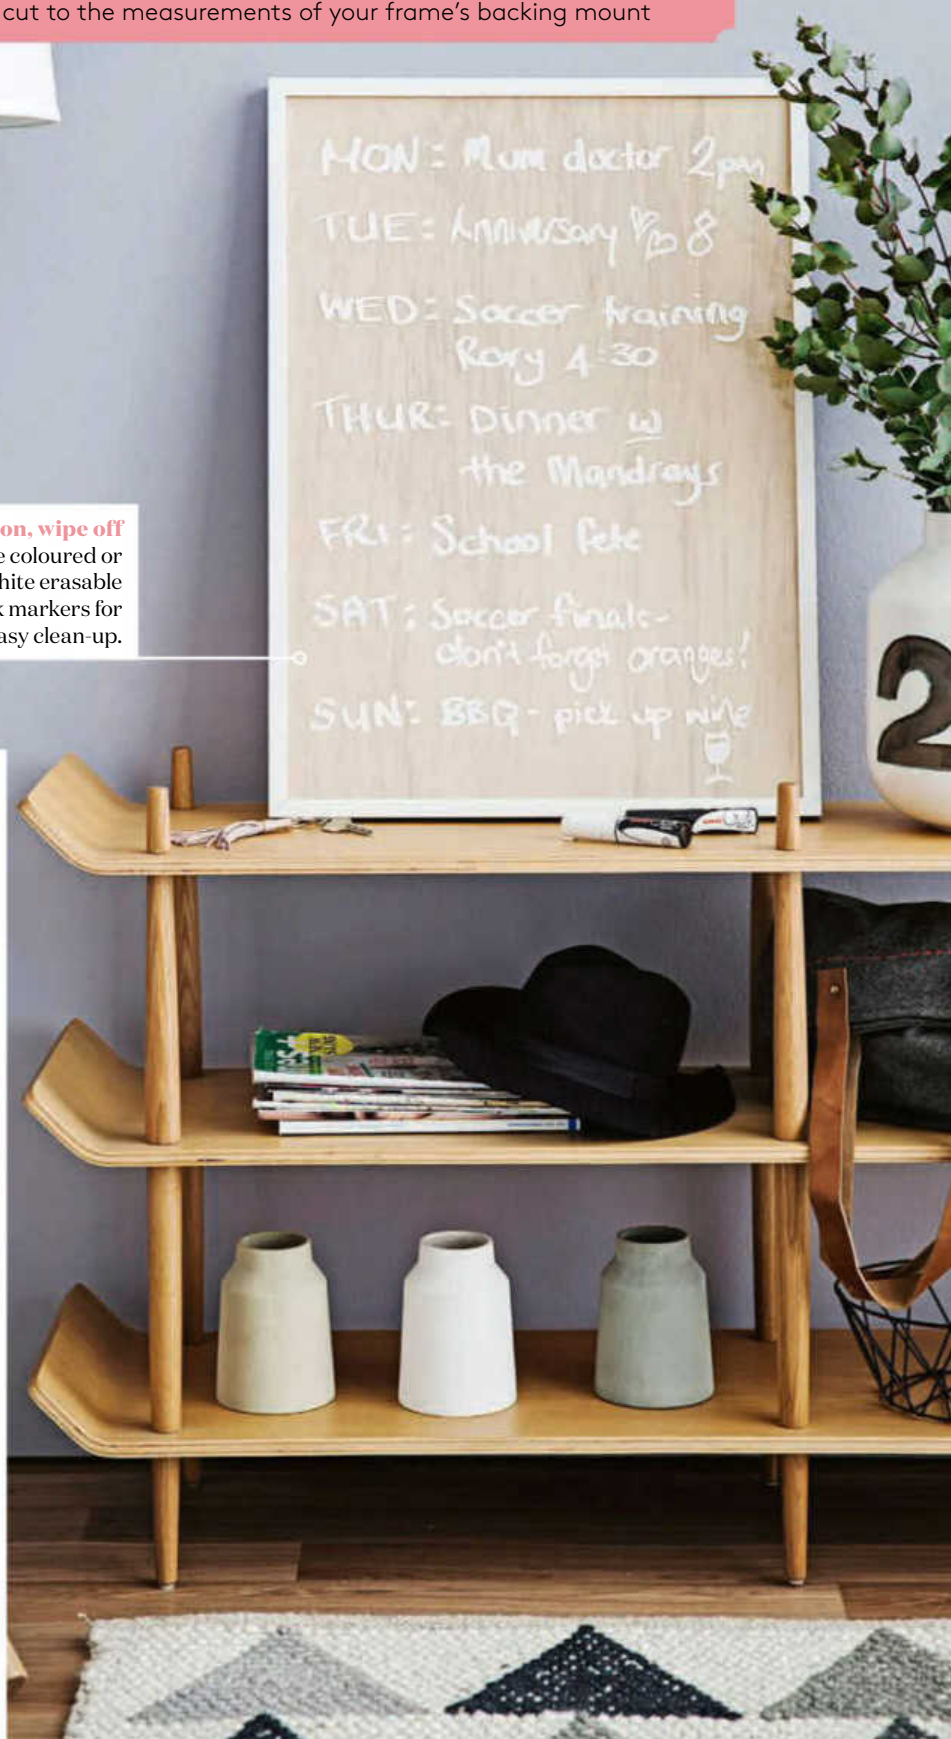 cut to the measurements of your frame's backing mount
MON: Mum doctor 2pm
TUE: Anniversary 8
WED: Soccer training
Rory 4:30
THUR: Dinner w
the Mandrays
FRI: School fete
SAT: Soccer finals-
don't forget oranges!
SUN: BBQ - pick up wine
on, wipe off
coloured or
erasable
markers for
clean-up.
2